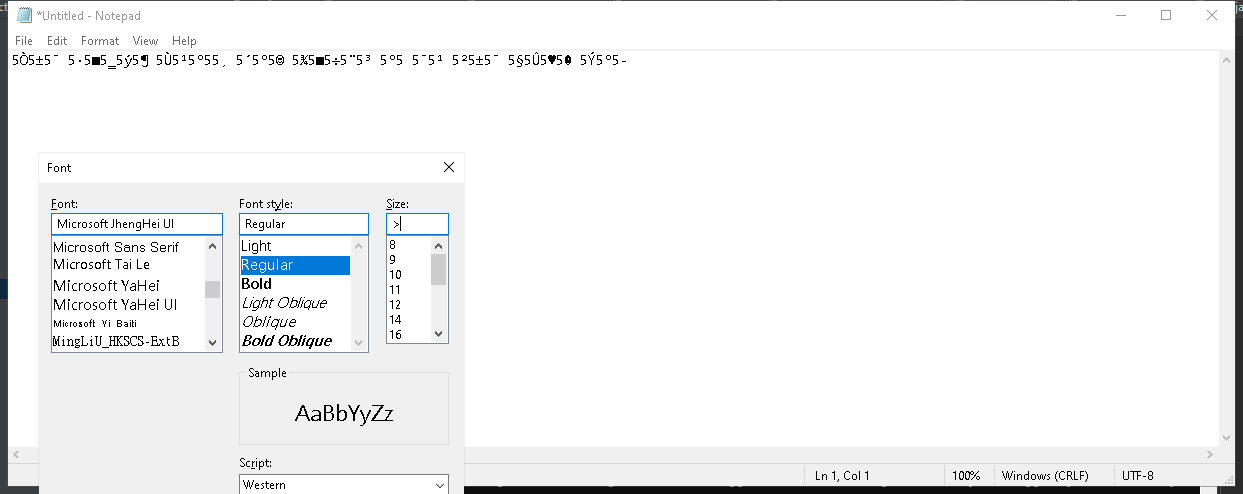 *Untitled - Notepad
File Edit Format View Help
5Ò5±5¯ 5·5■5‗5ý5¶ 5Ù5¹5º55¸ 5´5º5® 5¾5■5÷5¨5³ 5º5 5¯5¹ 5²5±5¯ 5§5Û5♥5 5Ý5º5-
Font
Font: Font style: Size:
Microsoft JhengHei UI Regular >
Microsoft Sans Serif Light 8
Microsoft Tai Le Regular 9
Microsoft YaHei Bold 10
Microsoft YaHei UI Light Oblique 11
Microsoft Yi Baiti Oblique 12
MingLiU_HKSCS-ExtB Bold Oblique 14
16
Sample
AaBbYyZz
Script:
Western
Ln 1, Col 1 100% Windows (CRLF) UTF-8